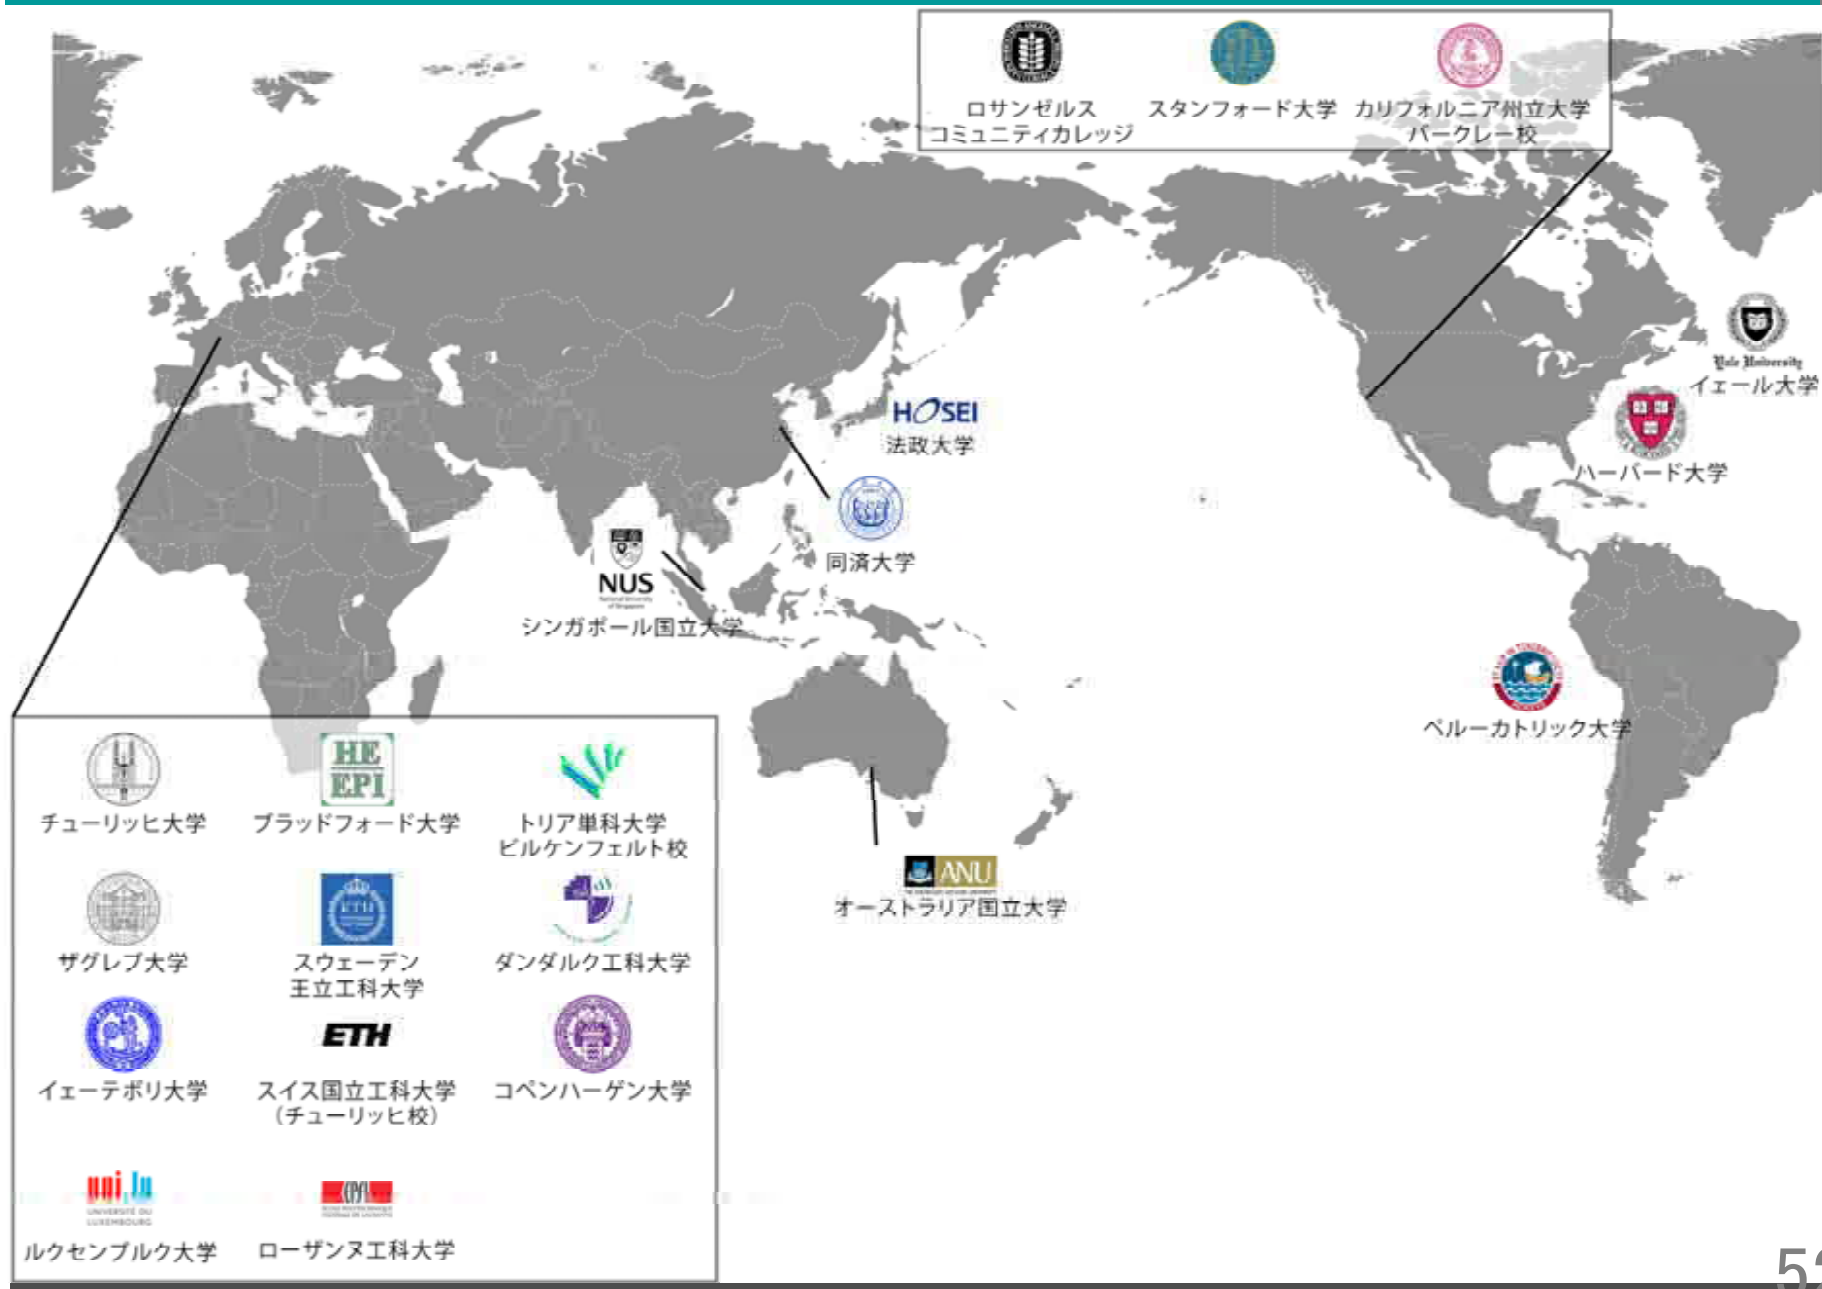 ロサンゼルス
コミュニティカレッジ
スタンフォード大学
カリフォルニア州立大学
バークレー校
Yale University
イェール大学
ハーバード大学
HOSEI
法政大学
同済大学
NUS
National University
of Singapore
シンガポール国立大学
ペルーカトリック大学
ANU
オーストラリア国立大学
チューリッヒ大学
HE
EPI
ブラッドフォード大学
トリア単科大学
ビルケンフェルト校
ザグレブ大学
ETH
スウェーデン
王立工科大学
ダンダルク工科大学
イェーテボリ大学
ETH
スイス国立工科大学
(チューリッヒ校)
コペンハーゲン大学
uni.lu
UNIVERSITÉ DU
LUXEMBOURG
ルクセンブルク大学
ローザンヌ工科大学
52